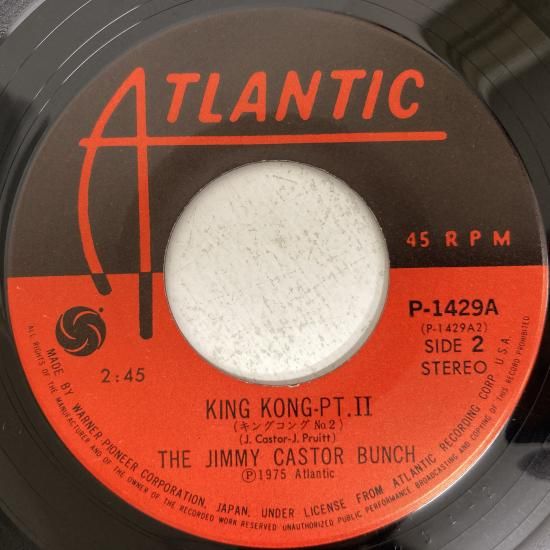 ATLANTIC
45 RPM
P-1429A
(P-1429A2)
SIDE 2
STEREO
2:45
KING KONG-PT.II
(キングコング No.2)
(J. Castor-J. Pruitt)
THE JIMMY CASTOR BUNCH
Ⓟ1975 Atlantic
MADE BY WARNER PIONEER CORPORATION, JAPAN, UNDER LICENSE FROM ATLANTIC RECORDING CORP. U.S.A.
ALL RIGHTS OF THE MANUFACTURER AND OF THE OWNER OF THE RECORDED WORK RESERVED UNAUTHORIZED PUBLIC PERFORMANCE BROADCASTING AND COPYING OF THIS RECORD PROHIBITED